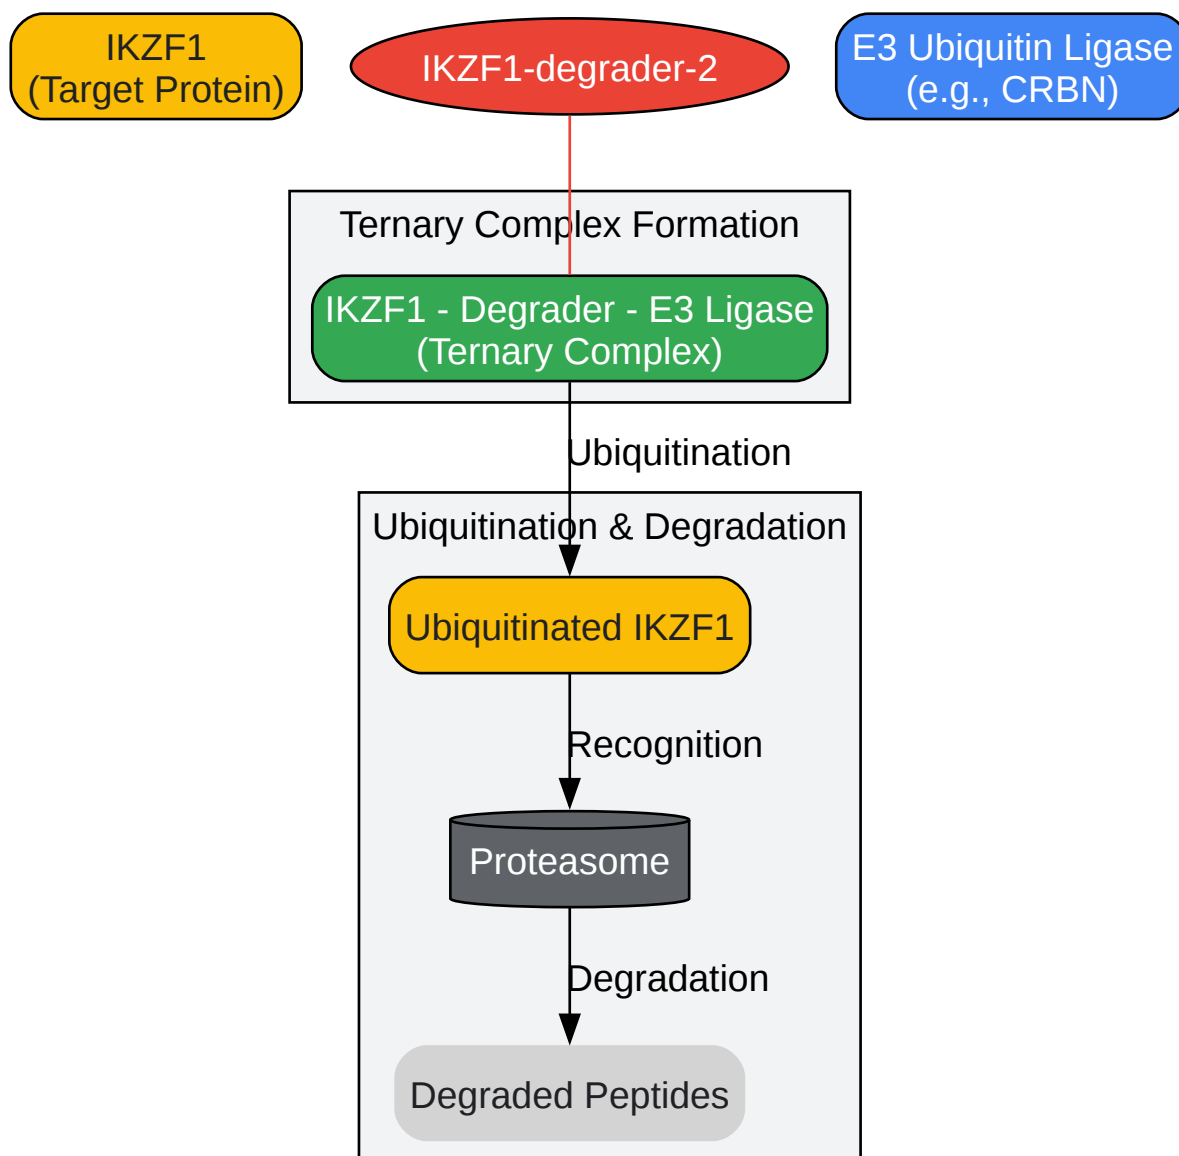 IKZF1
(Target Protein)
IKZF1-degrader-2
E3 Ubiquitin Ligase
(e.g., CRBN)
Ternary Complex Formation
IKZF1 - Degrader - E3 Ligase
(Ternary Complex)
Ubiquitination
Ubiquitination & Degradation
Ubiquitinated IKZF1
Recognition
Proteasome
Degradation
Degraded Peptides